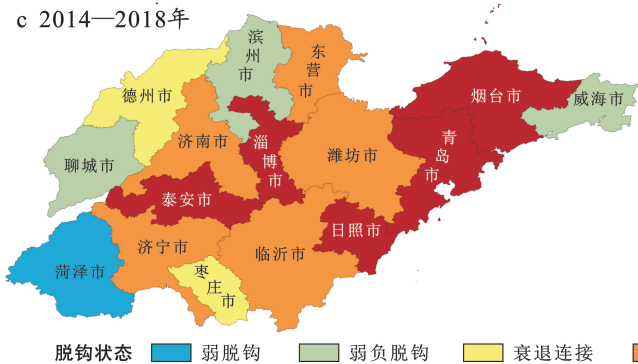 c 2014—2018年
滨州市
东营市
德州市
烟台市
威海市
济南市
淄博市
潍坊市
青岛市
聊城市
泰安市
日照市
济宁市
临沂市
菏泽市
枣庄市
脱钩状态 弱脱钩 弱负脱钩 衰退连接